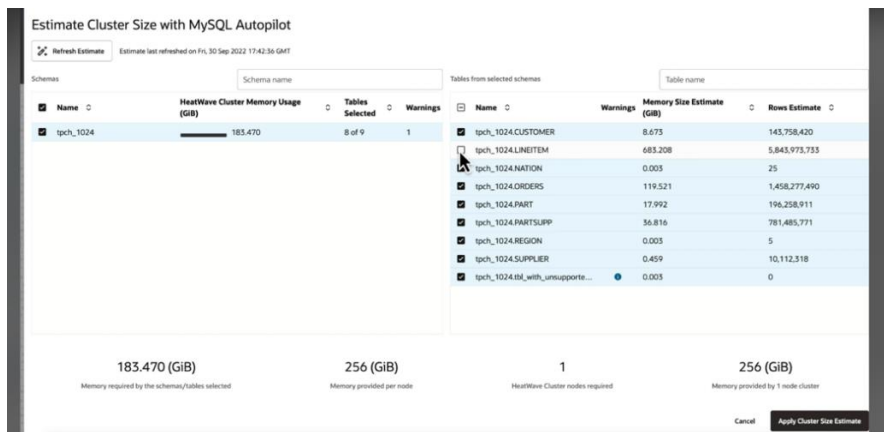 Estimate Cluster Size with MySQL Autopilot
Refresh Estimate Estimate last refreshed on Fri, 30 Sep 2022 17:42:36 GMT
Schemas Schema name
Name HeatWave Cluster Memory Usage (GiB) Tables Selected Warnings
tpch_1024 183.470 8 of 9 1
Tables from selected schemas Table name
Name Warnings Memory Size Estimate (GiB) Rows Estimate
tpch_1024.CUSTOMER 8.673 143,758,420
tpch_1024.LINEITEM 683.208 5,843,973,733
tpch_1024.NATION 0.003 25
tpch_1024.ORDERS 119.521 1,458,277,490
tpch_1024.PART 17.992 196,258,911
tpch_1024.PARTSUPP 36.816 781,485,771
tpch_1024.REGION 0.003 5
tpch_1024.SUPPLIER 0.459 10,112,318
tpch_1024.tbl_with_unsupporte... 0.003 0
183.470 (GiB) 256 (GiB) 1 256 (GiB)
Memory required by the schemas/tables selected Memory provided per node HeatWave Cluster nodes required Memory provided by 1 node cluster
Cancel Apply Cluster Size Estimate